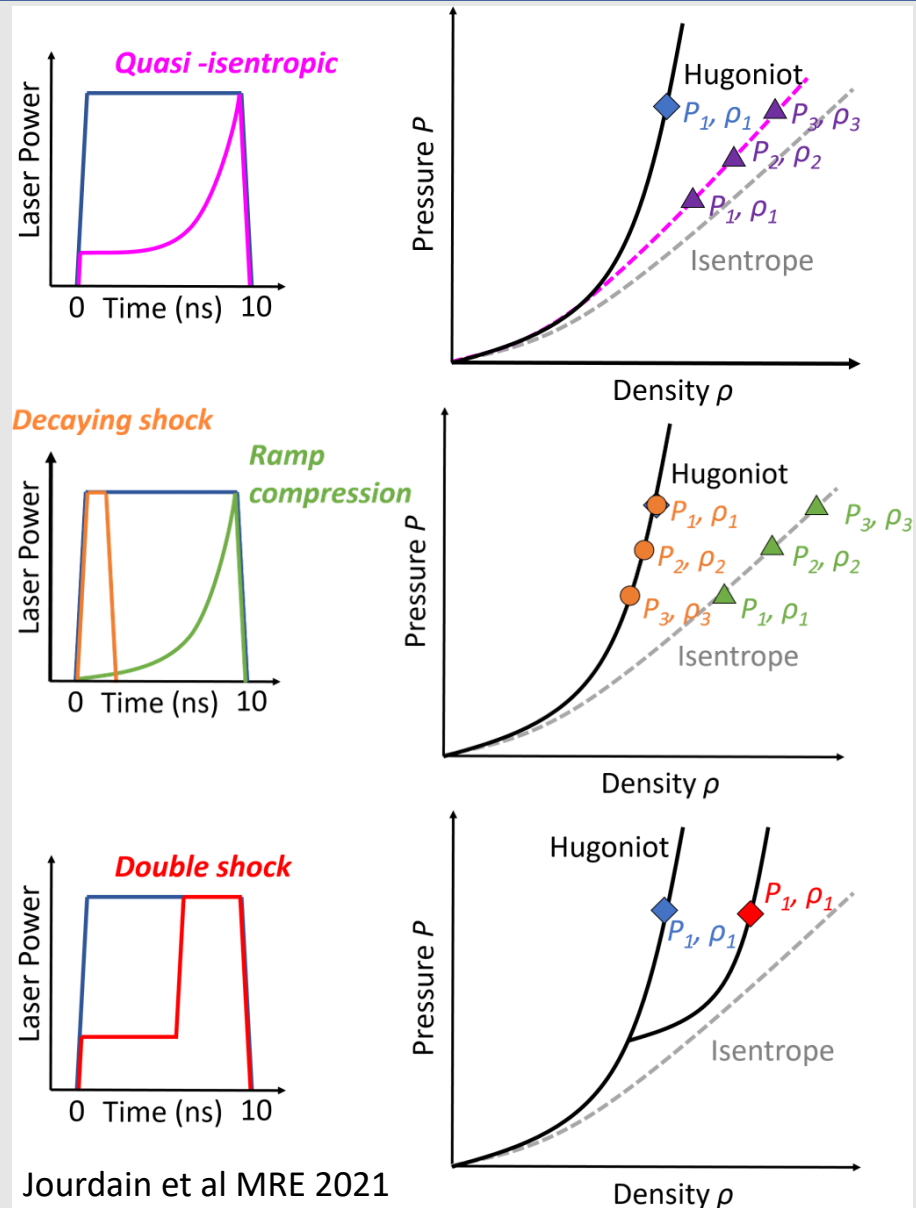 Quasi -isentropic
Laser Power
0 Time (ns) 10
Hugoniot
P1, ρ1
P3, ρ3
P2, ρ2
P1, ρ1
Isentrope
Pressure P
Density ρ
Decaying shock
Ramp
compression
Laser Power
0 Time (ns) 10
Hugoniot
P1, ρ1
P2, ρ2
P3, ρ3
P3, ρ3
P2, ρ2
P1, ρ1
Isentrope
Pressure P
Density ρ
Double shock
Laser Power
0 Time (ns) 10
Hugoniot
P1, ρ1
P1, ρ1
Isentrope
Pressure P
Density ρ
Jourdain et al MRE 2021